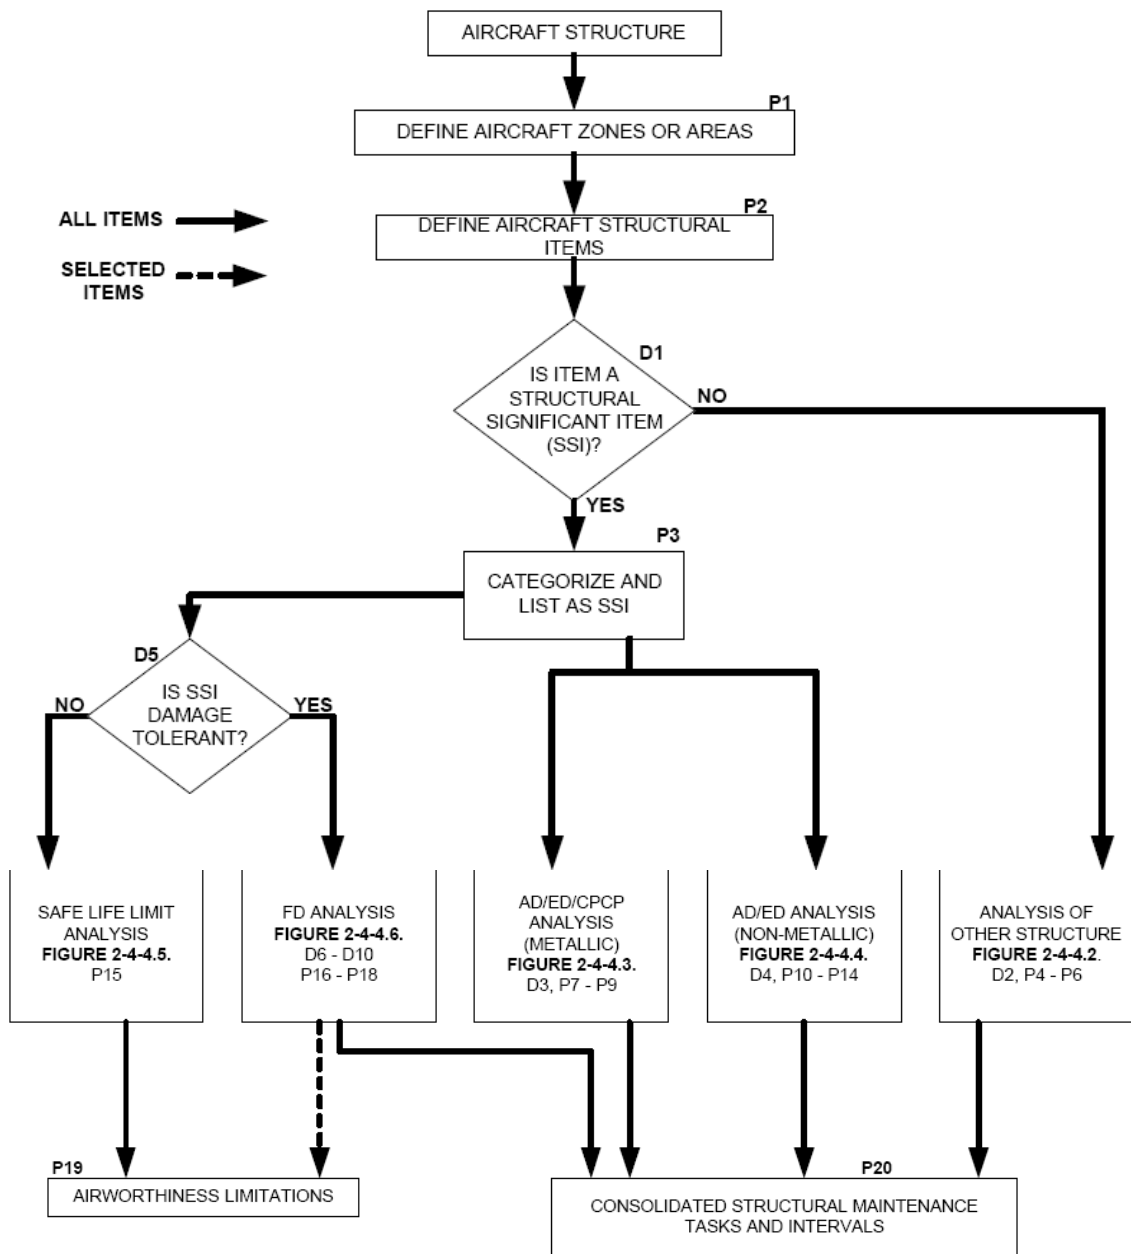 AIRCRAFT STRUCTURE
P1
DEFINE AIRCRAFT ZONES OR AREAS
P2
DEFINE AIRCRAFT STRUCTURAL
ITEMS
ALL ITEMS
SELECTED
ITEMS
D1
IS ITEM A
STRUCTURAL
SIGNIFICANT ITEM
(SSI)?
NO
YES
P3
CATEGORIZE AND
LIST AS SSI
D5
IS SSI
DAMAGE
TOLERANT?
NO
YES
SAFE LIFE LIMIT
ANALYSIS
FIGURE 2-4-4.5.
P15
FD ANALYSIS
FIGURE 2-4-4.6.
D6 - D10
P16 - P18
AD/ED/CPCP
ANALYSIS
(METALLIC)
FIGURE 2-4-4.3.
D3, P7 - P9
AD/ED ANALYSIS
(NON-METALLIC)
FIGURE 2-4-4.4.
D4, P10 - P14
ANALYSIS OF
OTHER STRUCTURE
FIGURE 2-4-4.2.
D2, P4 - P6
P19
AIRWORTHINESS LIMITATIONS
P20
CONSOLIDATED STRUCTURAL MAINTENANCE
TASKS AND INTERVALS